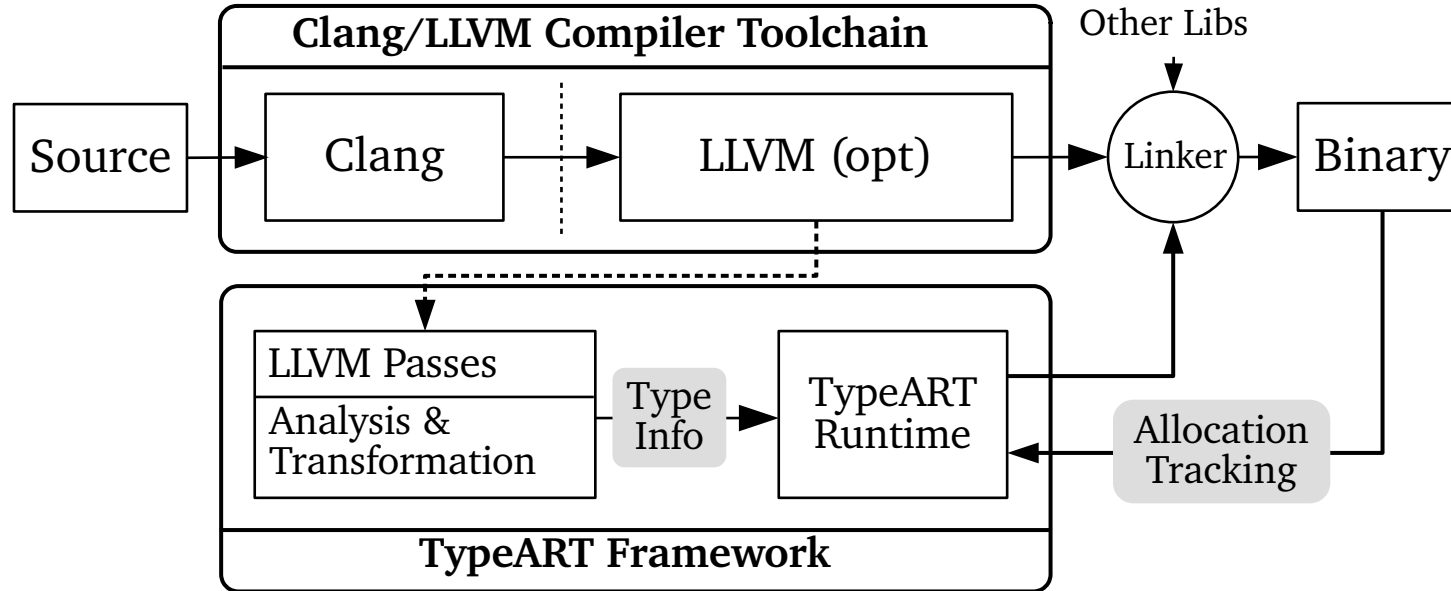 Clang/LLVM Compiler Toolchain
Other Libs
Source
Clang
LLVM (opt)
Linker
Binary
LLVM Passes
Analysis &
Transformation
Type
Info
TypeART
Runtime
Allocation
Tracking
TypeART Framework